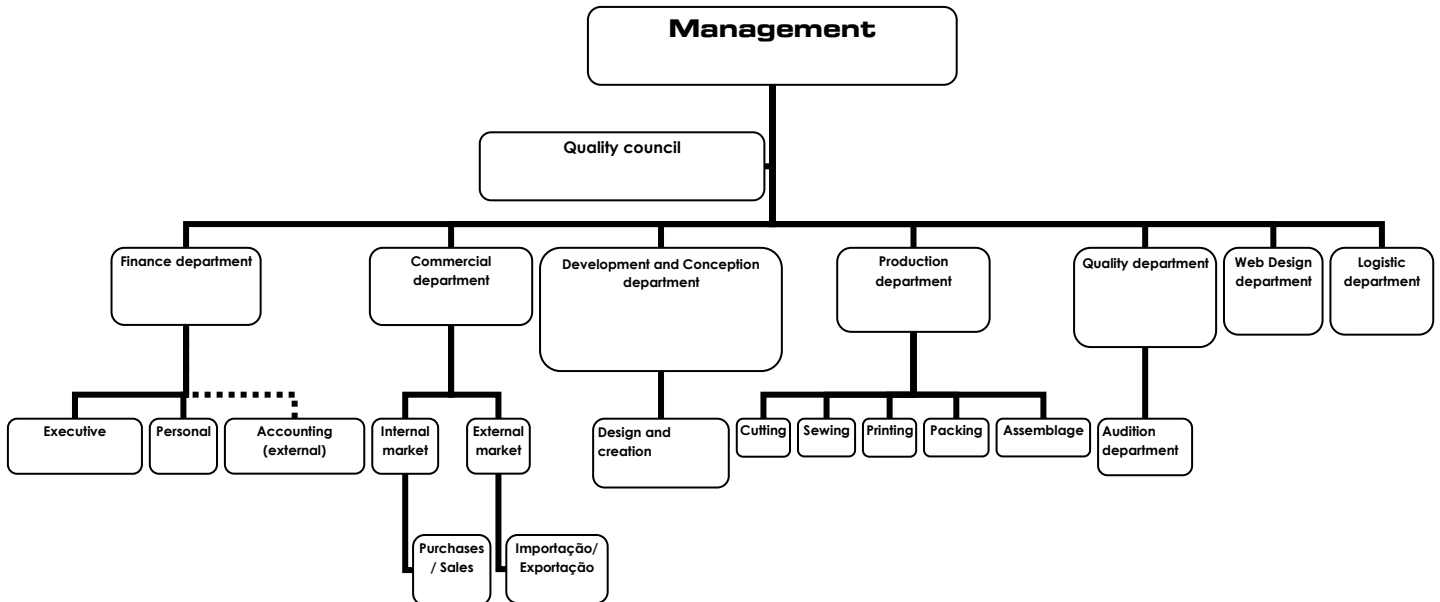 Management
Quality council
Finance department
Commercial
department
Development and Conception
department
Production
department
Quality department
Web Design
department
Logistic
department
Executive
Personal
Accounting
(external)
Internal
market
External
market
Design and
creation
Cutting
Sewing
Printing
Packing
Assemblage
Audition
department
Purchases
/ Sales
Importação/
Exportação